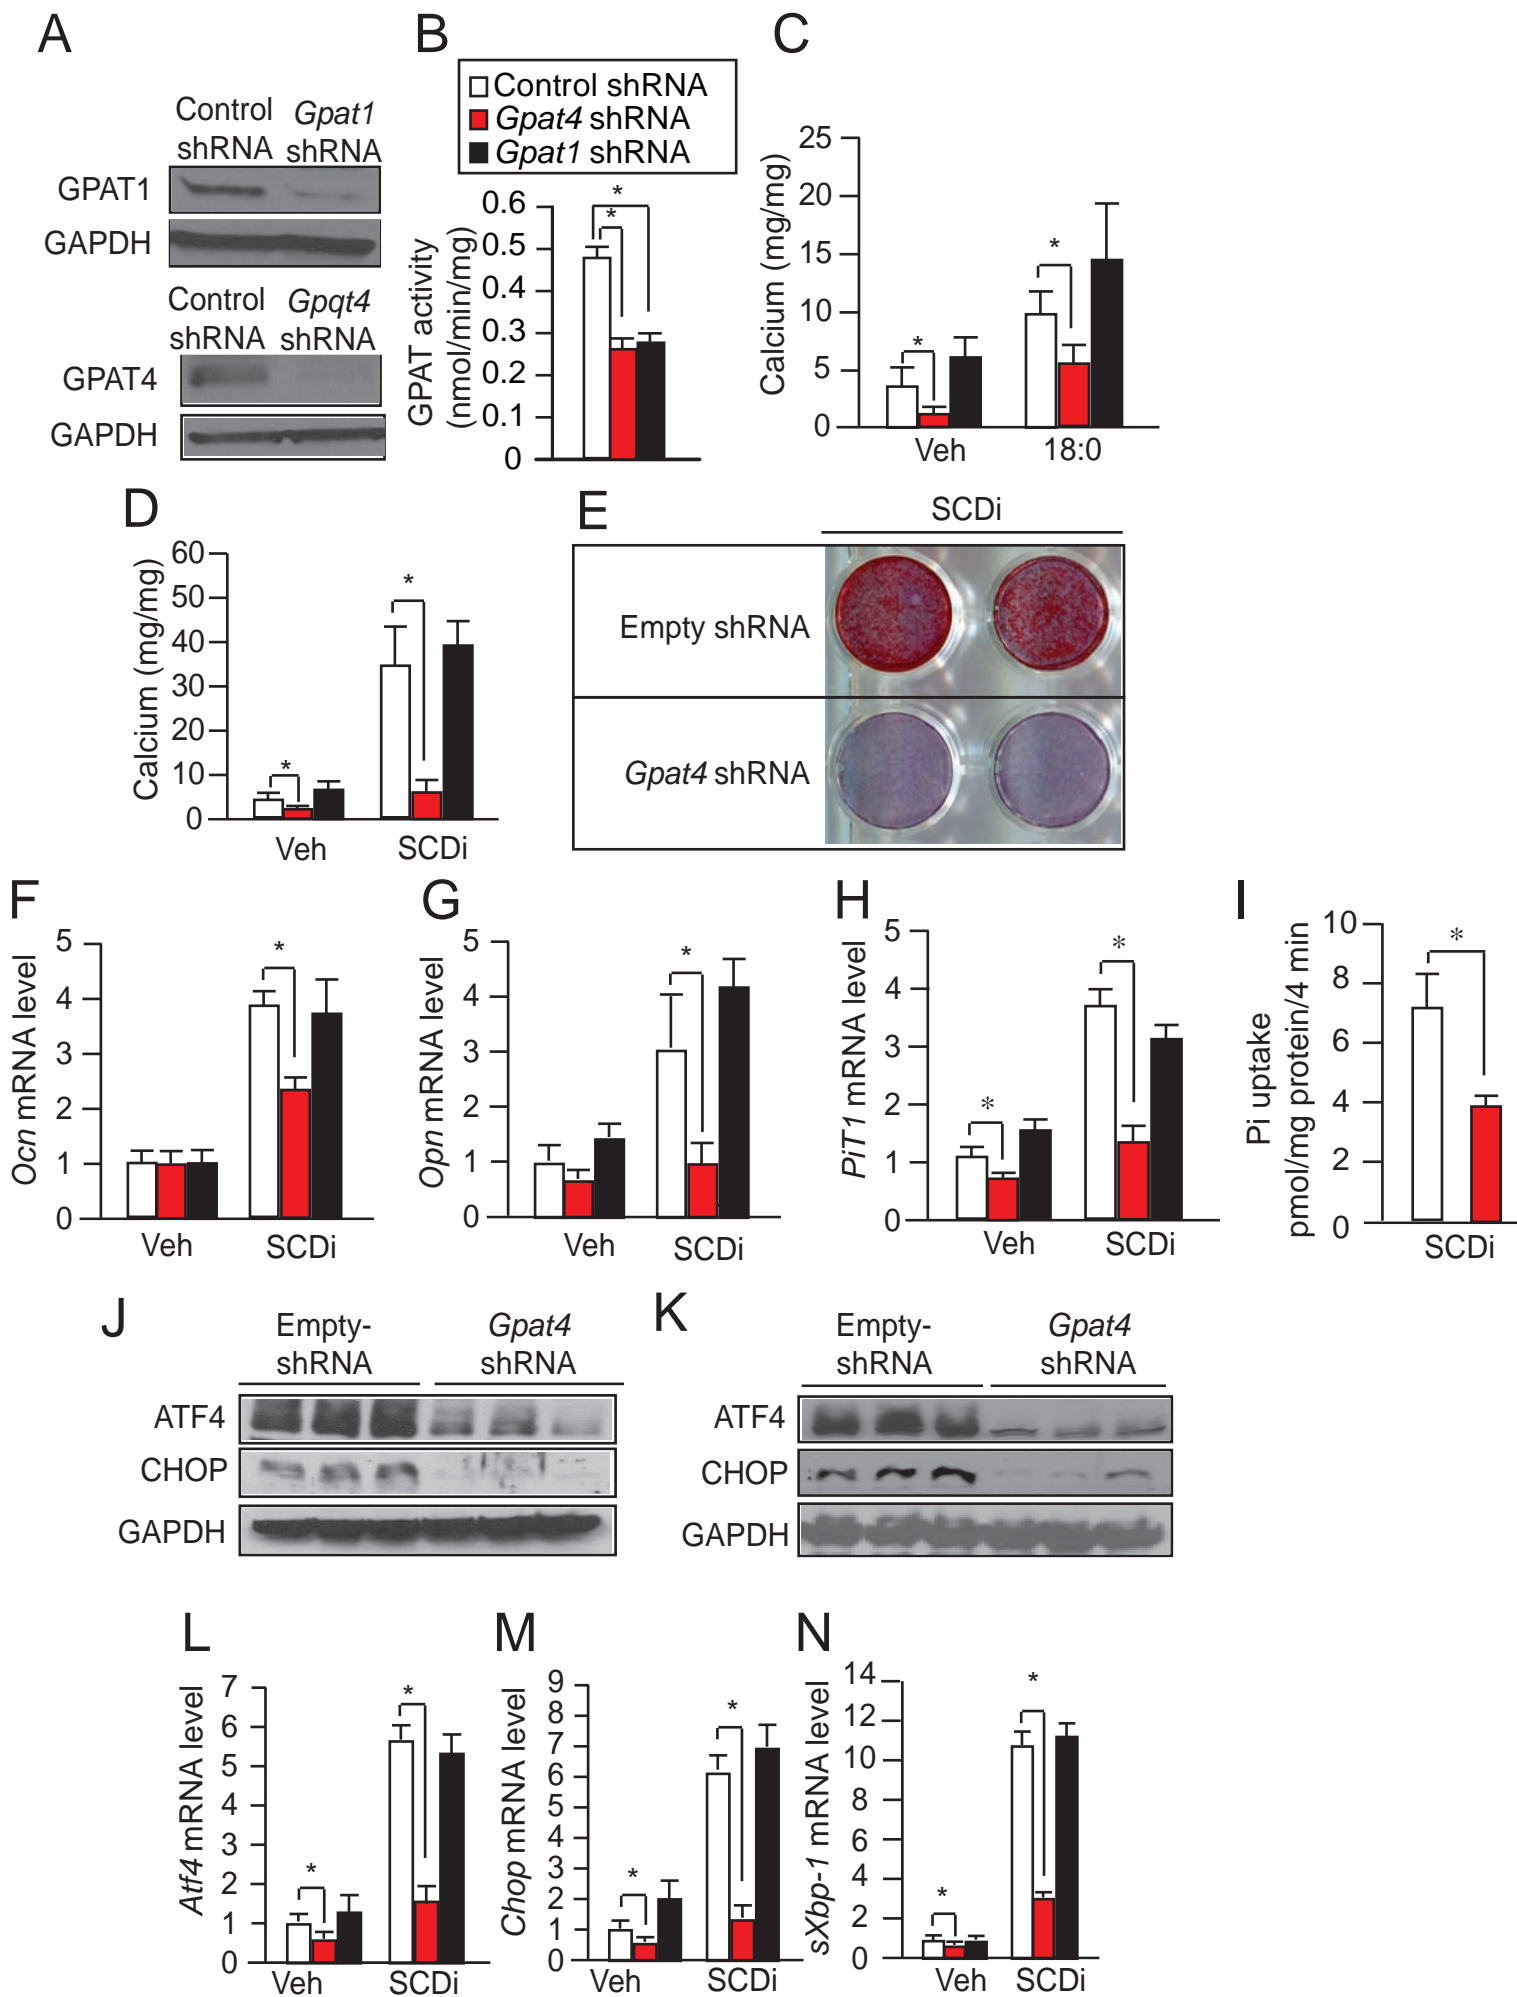 A
Control
shRNA
Gpat1
shRNA
GPAT1
GAPDH
Control
shRNA
Gpqt4
shRNA
GPAT4
GAPDH
B
Control shRNA
Gpat4 shRNA
Gpat1 shRNA
GPAT activity
(nmol/min/mg)
0.6
0.5
0.4
0.3
0.2
0.1
0
*
*
C
Calcium (mg/mg)
25
20
15
10
5
0
*
*
Veh
18:0
D
Calcium (mg/mg)
60
50
40
30
20
10
0
*
*
Veh
SCDi
E
SCDi
Empty shRNA
Gpat4 shRNA
F
Ocn mRNA level
5
4
3
2
1
0
*
Veh
SCDi
G
Opn mRNA level
5
4
3
2
1
0
*
Veh
SCDi
H
PiT1 mRNA level
5
4
3
2
1
0
*
*
Veh
SCDi
I
Pi uptake
pmol/mg protein/4 min
10
8
6
4
2
0
*
SCDi
J
Empty-
shRNA
Gpat4
shRNA
ATF4
CHOP
GAPDH
K
Empty-
shRNA
Gpat4
shRNA
ATF4
CHOP
GAPDH
L
Atf4 mRNA level
7
6
5
4
3
2
1
0
*
*
Veh
SCDi
M
Chop mRNA level
9
8
7
6
5
4
3
2
1
0
*
*
Veh
SCDi
N
sXbp-1 mRNA level
14
12
10
8
6
4
2
0
*
*
Veh
SCDi